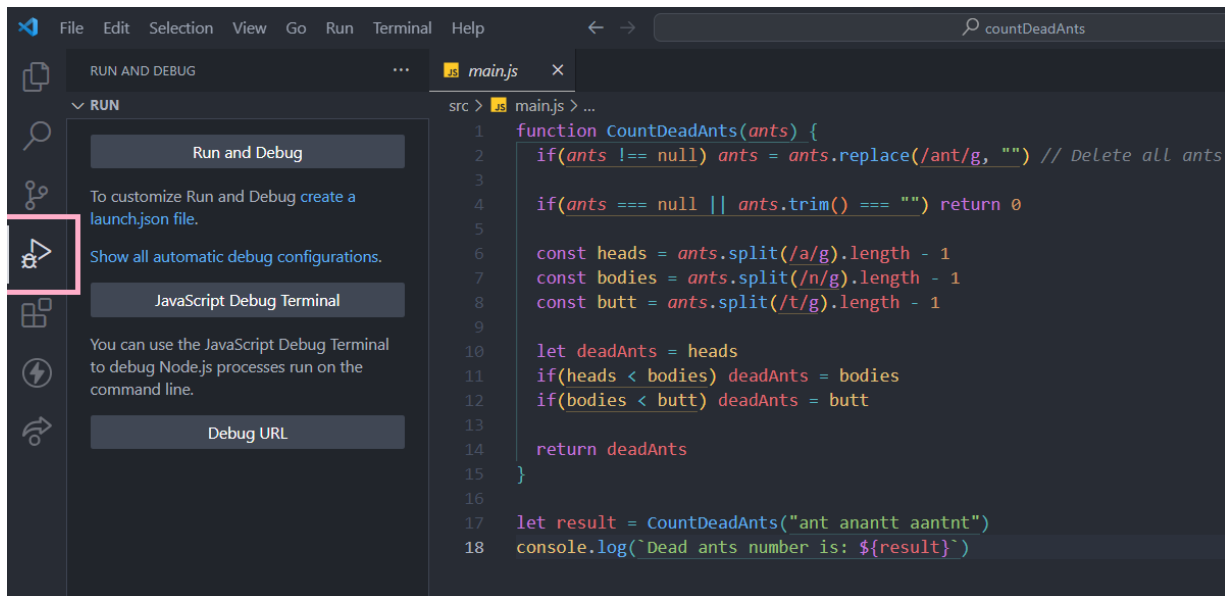 File Edit Selection View Go Run Terminal Help
countDeadAnts
RUN AND DEBUG
RUN
Run and Debug
To customize Run and Debug create a
launch.json file.
Show all automatic debug configurations.
JavaScript Debug Terminal
You can use the JavaScript Debug Terminal
to debug Node.js processes run on the
command line.
Debug URL
JS main.js
src > JS main.js > ...
1 function CountDeadAnts(ants) {
2 if(ants !== null) ants = ants.replace(/ant/g, "") // Delete all ants
3
4 if(ants === null || ants.trim() === "") return 0
5
6 const heads = ants.split(/a/g).length - 1
7 const bodies = ants.split(/n/g).length - 1
8 const butt = ants.split(/t/g).length - 1
9
10 let deadAnts = heads
11 if(heads < bodies) deadAnts = bodies
12 if(bodies < butt) deadAnts = butt
13
14 return deadAnts
15 }
16
17 let result = CountDeadAnts("ant anantt aantnt")
18 console.log(`Dead ants number is: ${result}`)